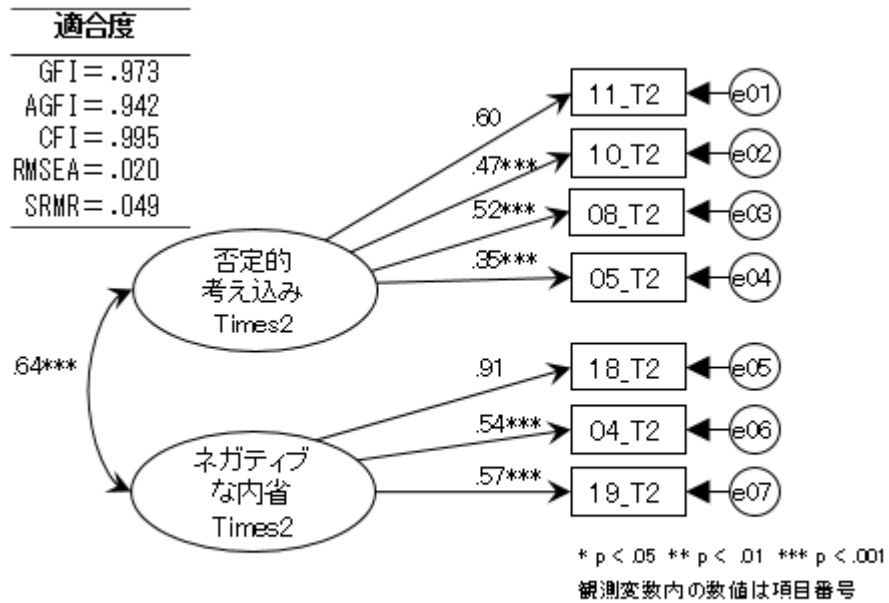 適合度
GFI＝.973
AGFI＝.942
CFI＝.995
RMSEA＝.020
SRMR＝.049
.60
11_T2
e01
.47***
10_T2
e02
.52***
08_T2
e03
.35***
05_T2
e04
否定的
考え込み
Times2
.64***
.91
18_T2
e05
.54***
04_T2
e06
.57***
19_T2
e07
ネガティブ
な内省
Times2
* p < .05 ** p < .01 *** p < .001
観測変数内の数値は項目番号